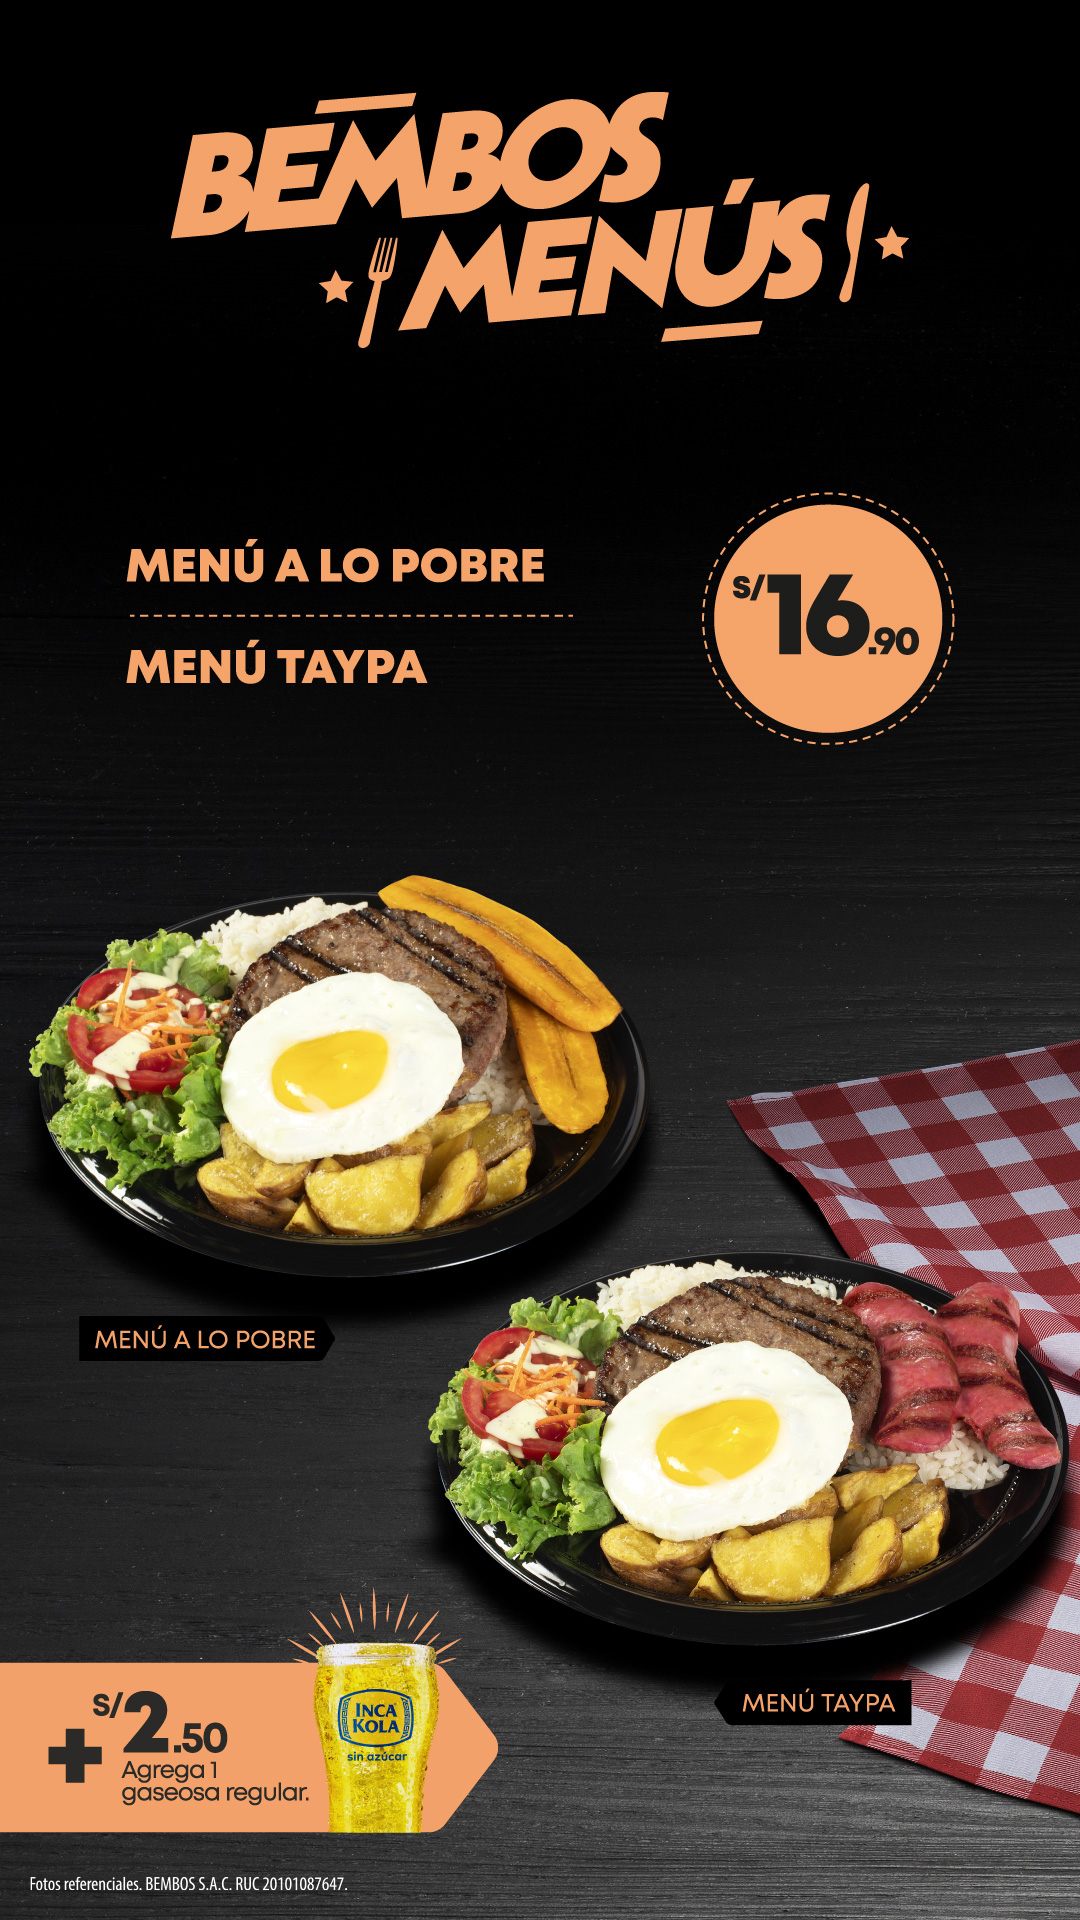 BEMBOS
MENÚS
MENÚ A LO POBRE
MENÚ TAYPA
S/16.90
MENÚ A LO POBRE
MENÚ TAYPA
+ S/2.50
Agrega 1
gaseosa regular.
INCA
KOLA
sin azúcar
Fotos referenciales. BEMBOS S.A.C. RUC 20101087647.